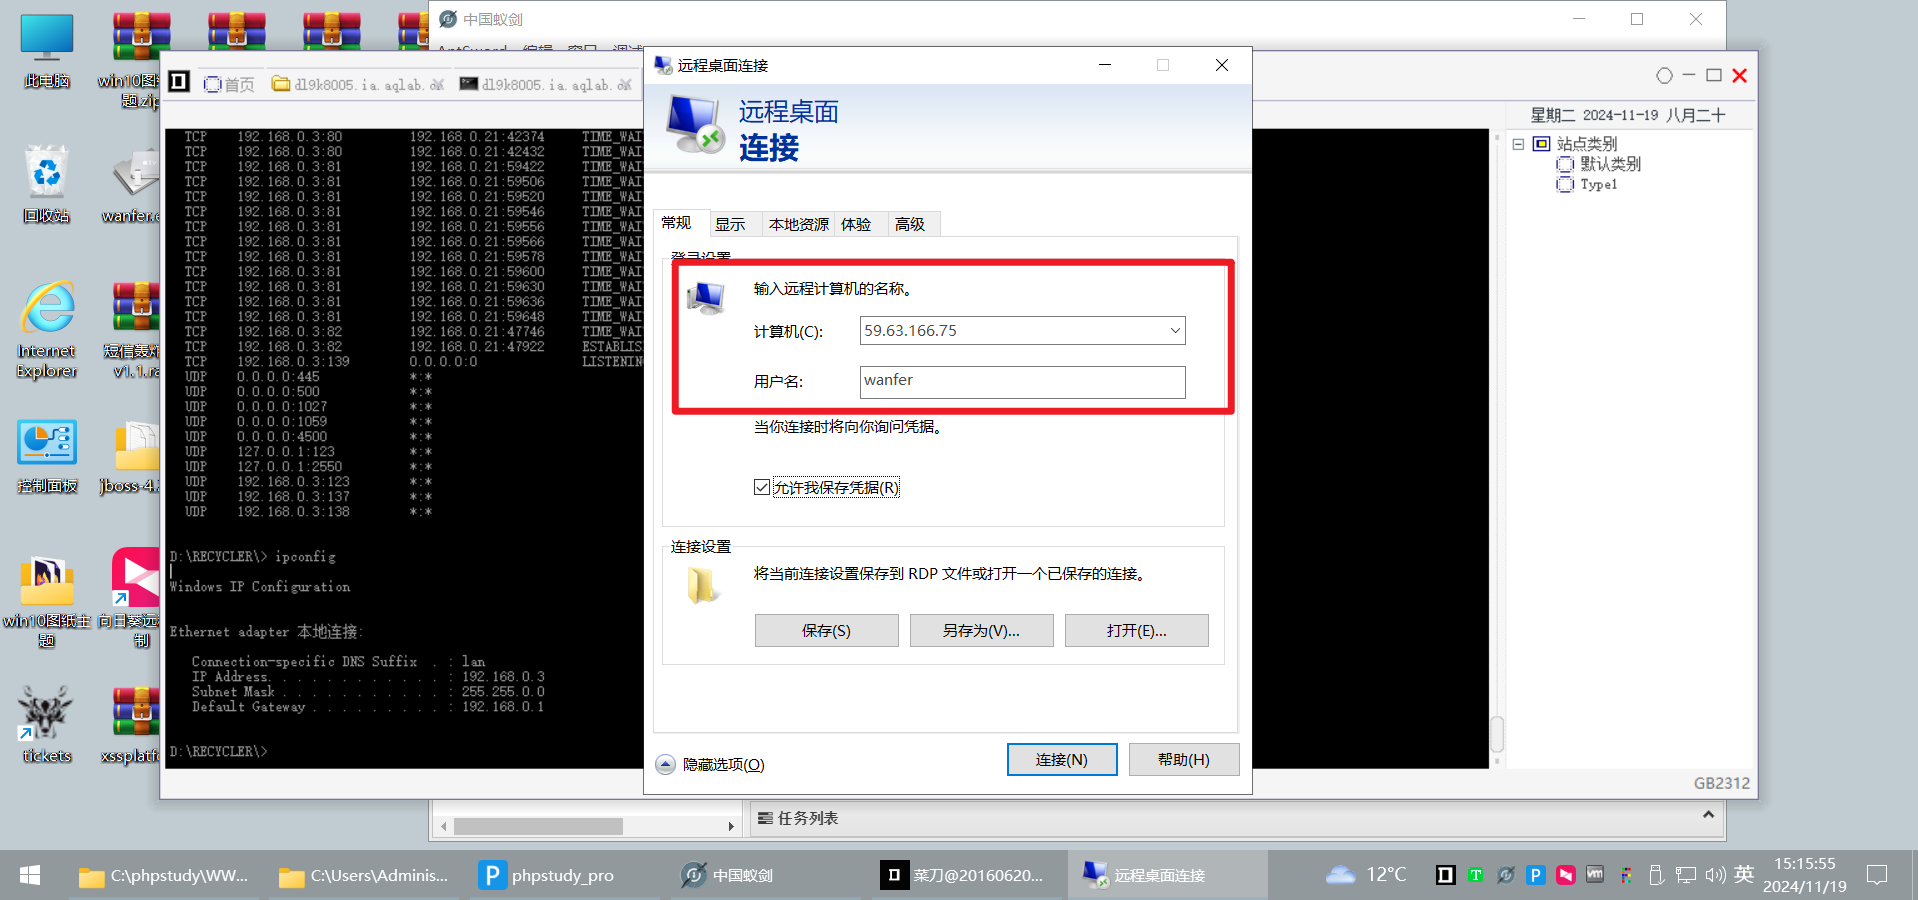 此电脑
win10图纸
题.zip
回收站
wanfer.e
Internet
Explorer
短信轰炸
v1.1.ra
控制面板
jboss-4.
win10图纸主
题
向日葵远
制
tickets
xssplatfo
中国蚁剑
AntSword 编辑 窗口 调试
首页
dl9k8005.ia.aqlab.
dl9k8005.ia.aqlab.
星期二 2024-11-19 八月二十
站点类别
默认类别
Type1
TCP 192.168.0.3:80 192.168.0.21:42374 TIME_WAI
TCP 192.168.0.3:80 192.168.0.21:42432 TIME_WAI
TCP 192.168.0.3:81 192.168.0.21:59422 TIME_WAI
TCP 192.168.0.3:81 192.168.0.21:59506 TIME_WAI
TCP 192.168.0.3:81 192.168.0.21:59520 TIME_WAI
TCP 192.168.0.3:81 192.168.0.21:59546 TIME_WAI
TCP 192.168.0.3:81 192.168.0.21:59556 TIME_WAI
TCP 192.168.0.3:81 192.168.0.21:59566 TIME_WAI
TCP 192.168.0.3:81 192.168.0.21:59578 TIME_WAI
TCP 192.168.0.3:81 192.168.0.21:59600 TIME_WAI
TCP 192.168.0.3:81 192.168.0.21:59630 TIME_WAI
TCP 192.168.0.3:81 192.168.0.21:59636 TIME_WAI
TCP 192.168.0.3:81 192.168.0.21:59648 TIME_WAI
TCP 192.168.0.3:82 192.168.0.21:47746 TIME_WAI
TCP 192.168.0.3:82 192.168.0.21:47922 ESTABLIS
TCP 192.168.0.3:139 0.0.0.0:0 LISTENING
UDP 0.0.0.0:445 *:*
UDP 0.0.0.0:500 *:*
UDP 0.0.0.0:1027 *:*
UDP 0.0.0.0:1059 *:*
UDP 0.0.0.0:4500 *:*
UDP 127.0.0.1:123 *:*
UDP 127.0.0.1:2550 *:*
UDP 192.168.0.3:123 *:*
UDP 192.168.0.3:137 *:*
UDP 192.168.0.3:138 *:*
D:\RECYCLER\> ipconfig
Windows IP Configuration
Ethernet adapter 本地连接:
Connection-specific DNS Suffix . : lan
IP Address. . . . . . . . . . . . : 192.168.0.3
Subnet Mask . . . . . . . . . . . : 255.255.0.0
Default Gateway . . . . . . . . . : 192.168.0.1
D:\RECYCLER\>
GB2312
任务列表
远程桌面连接
远程桌面
连接
常规 显示 本地资源 体验 高级
登录设置
输入远程计算机的名称。
计算机(C): 59.63.166.75
用户名: wanfer
当你连接时将向你询问凭据。
允许我保存凭据(R)
连接设置
将当前连接设置保存到 RDP 文件或打开一个已保存的连接。
保存(S) 另存为(V)... 打开(E)...
隐藏选项(O) 连接(N) 帮助(H)
C:\phpstudy\WW...
C:\Users\Adminis...
phpstudy_pro
中国蚁剑
菜刀@20160620...
远程桌面连接
12°C
英
15:15:55
2024/11/19